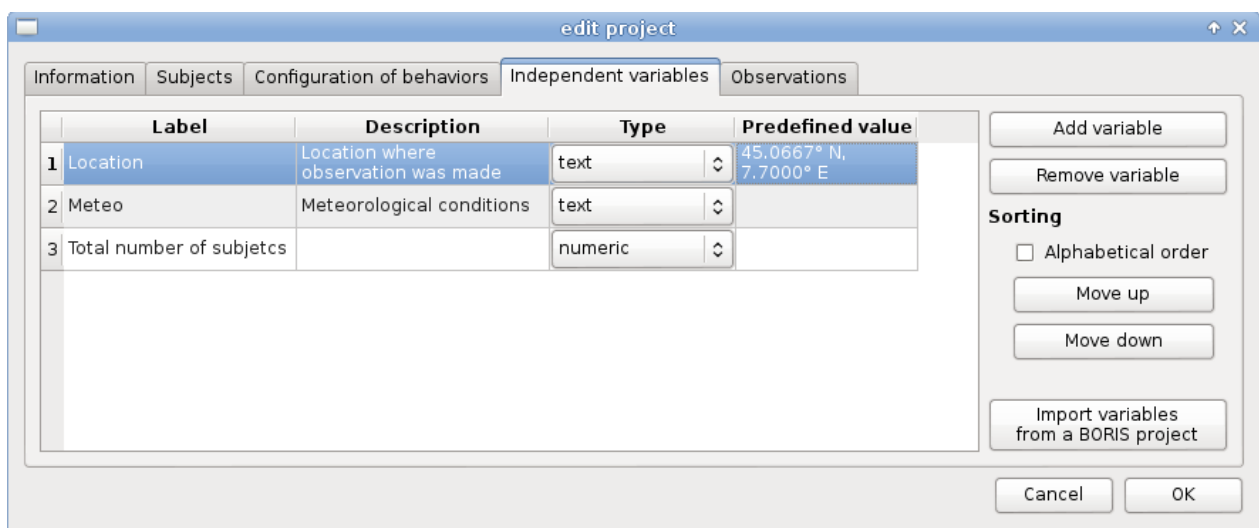 edit project
Information Subjects Configuration of behaviors Independent variables Observations
Label Description Type Predefined value
1 Location Location where observation was made text 45.0667° N, 7.7000° E
2 Meteo Meteorological conditions text
3 Total number of subjetcs numeric
Add variable
Remove variable
Sorting
Alphabetical order
Move up
Move down
Import variables
from a BORIS project
Cancel OK